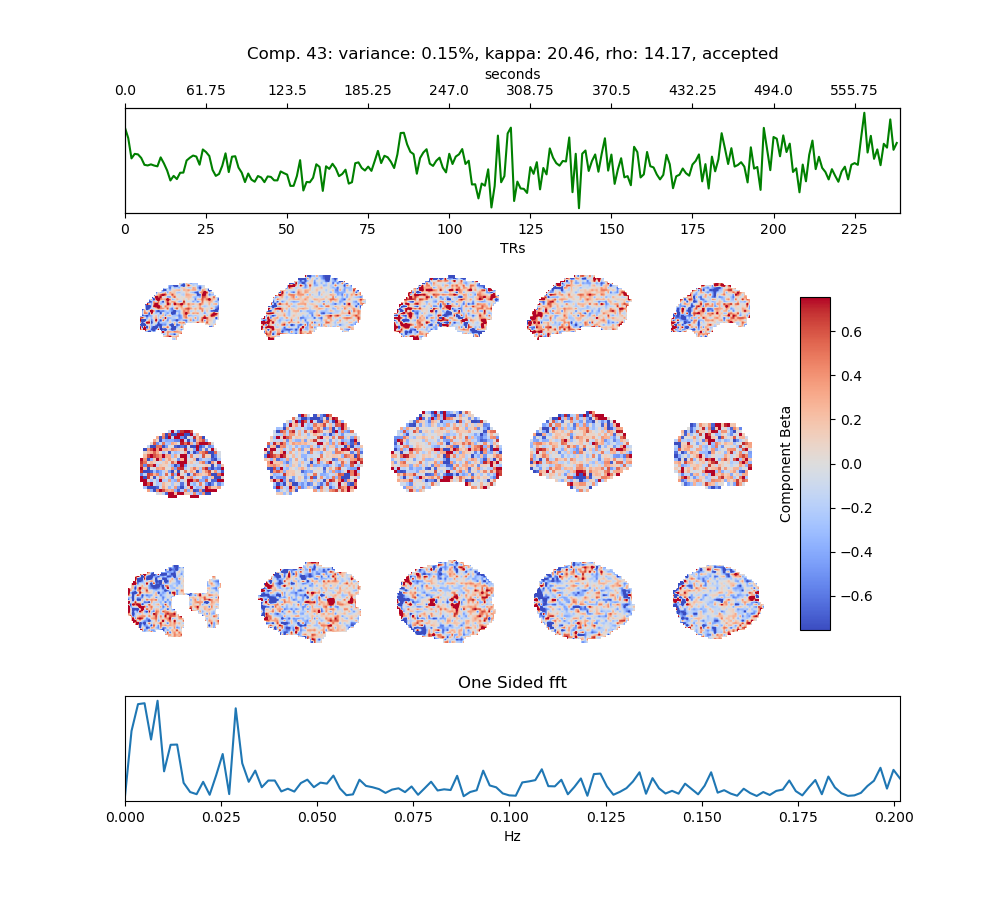 Comp. 43: variance: 0.15%, kappa: 20.46, rho: 14.17, accepted
seconds
0.0 61.75 123.5 185.25 247.0 308.75 370.5 432.25 494.0 555.75
0 25 50 75 100 125 150 175 200 225
TRs
0.6
0.4
0.2
0.0
−0.2
−0.4
−0.6
Component Beta
One Sided fft
0.000 0.025 0.050 0.075 0.100 0.125 0.150 0.175 0.200
Hz